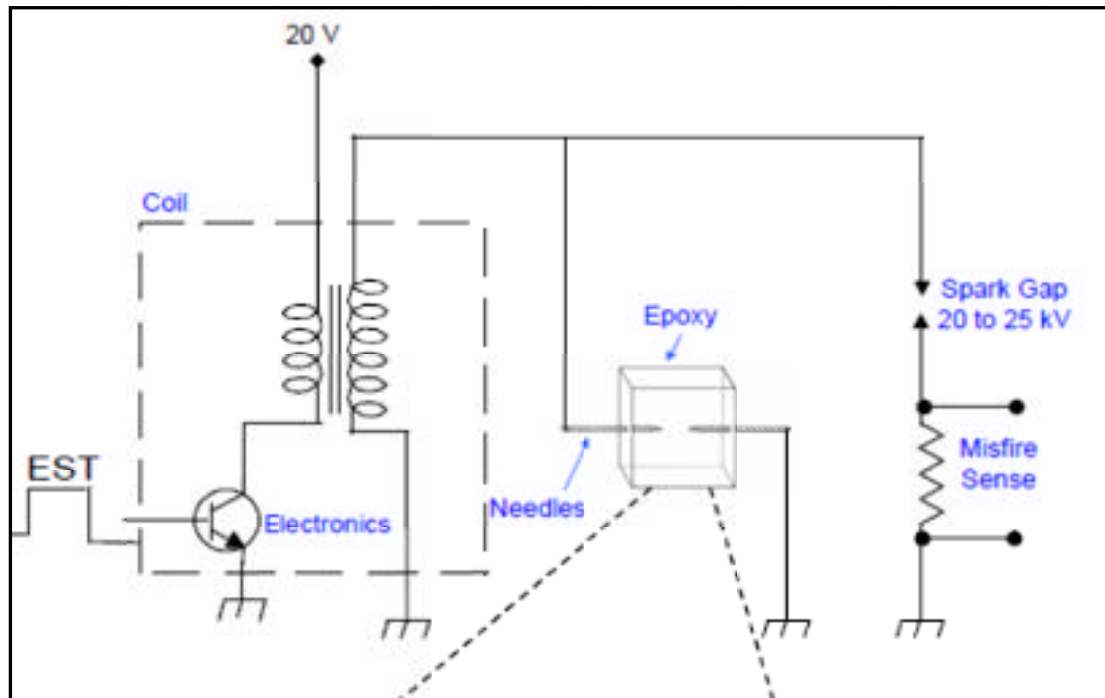 20 V
Coil
Spark Gap
20 to 25 kV
Epoxy
Misfire
Sense
EST
Needles
Electronics